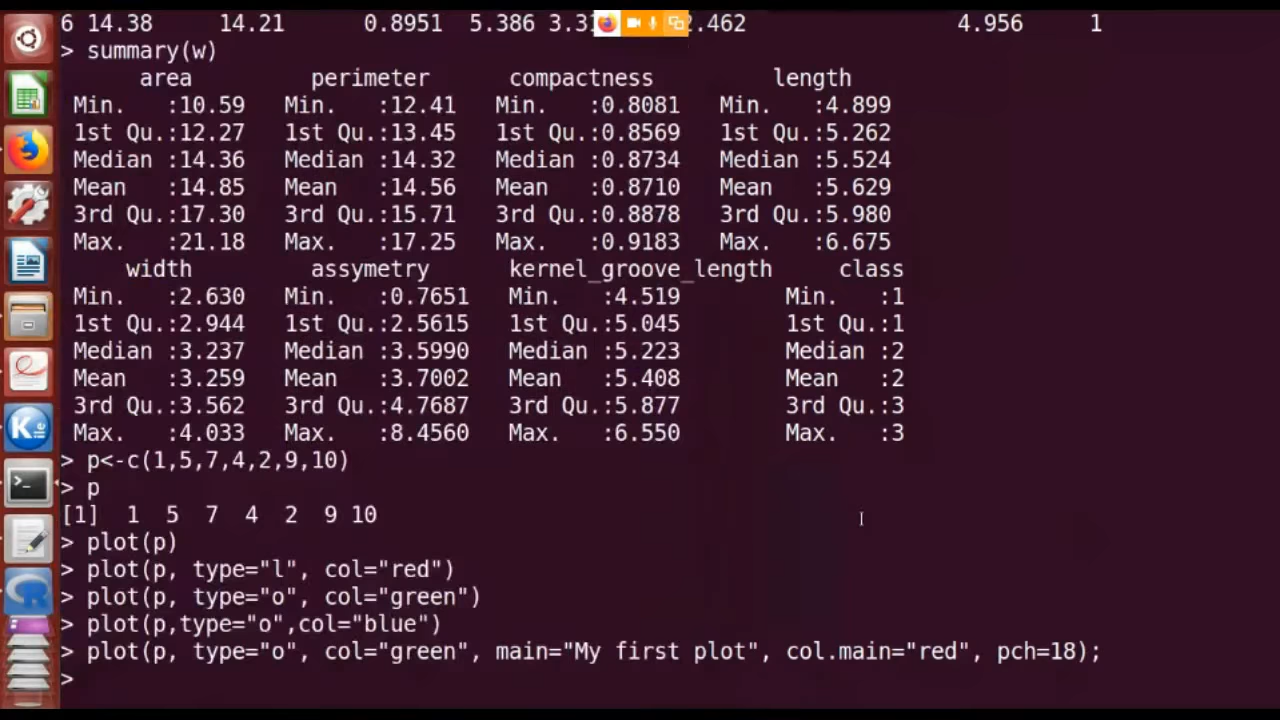 6 14.38 14.21 0.8951 5.386 3.31 2.462 4.956 1
> summary(w)
area perimeter compactness length
Min. :10.59 Min. :12.41 Min. :0.8081 Min. :4.899
1st Qu.:12.27 1st Qu.:13.45 1st Qu.:0.8569 1st Qu.:5.262
Median :14.36 Median :14.32 Median :0.8734 Median :5.524
Mean :14.85 Mean :14.56 Mean :0.8710 Mean :5.629
3rd Qu.:17.30 3rd Qu.:15.71 3rd Qu.:0.8878 3rd Qu.:5.980
Max. :21.18 Max. :17.25 Max. :0.9183 Max. :6.675
width assymetry kernel_groove_length class
Min. :2.630 Min. :0.7651 Min. :4.519 Min. :1
1st Qu.:2.944 1st Qu.:2.5615 1st Qu.:5.045 1st Qu.:1
Median :3.237 Median :3.5990 Median :5.223 Median :2
Mean :3.259 Mean :3.7002 Mean :5.408 Mean :2
3rd Qu.:3.562 3rd Qu.:4.7687 3rd Qu.:5.877 3rd Qu.:3
Max. :4.033 Max. :8.4560 Max. :6.550 Max. :3
> p<-c(1,5,7,4,2,9,10)
> p
[1] 1 5 7 4 2 9 10
> plot(p)
> plot(p, type="l", col="red")
> plot(p, type="o", col="green")
> plot(p,type="o",col="blue")
> plot(p, type="o", col="green", main="My first plot", col.main="red", pch=18);
>